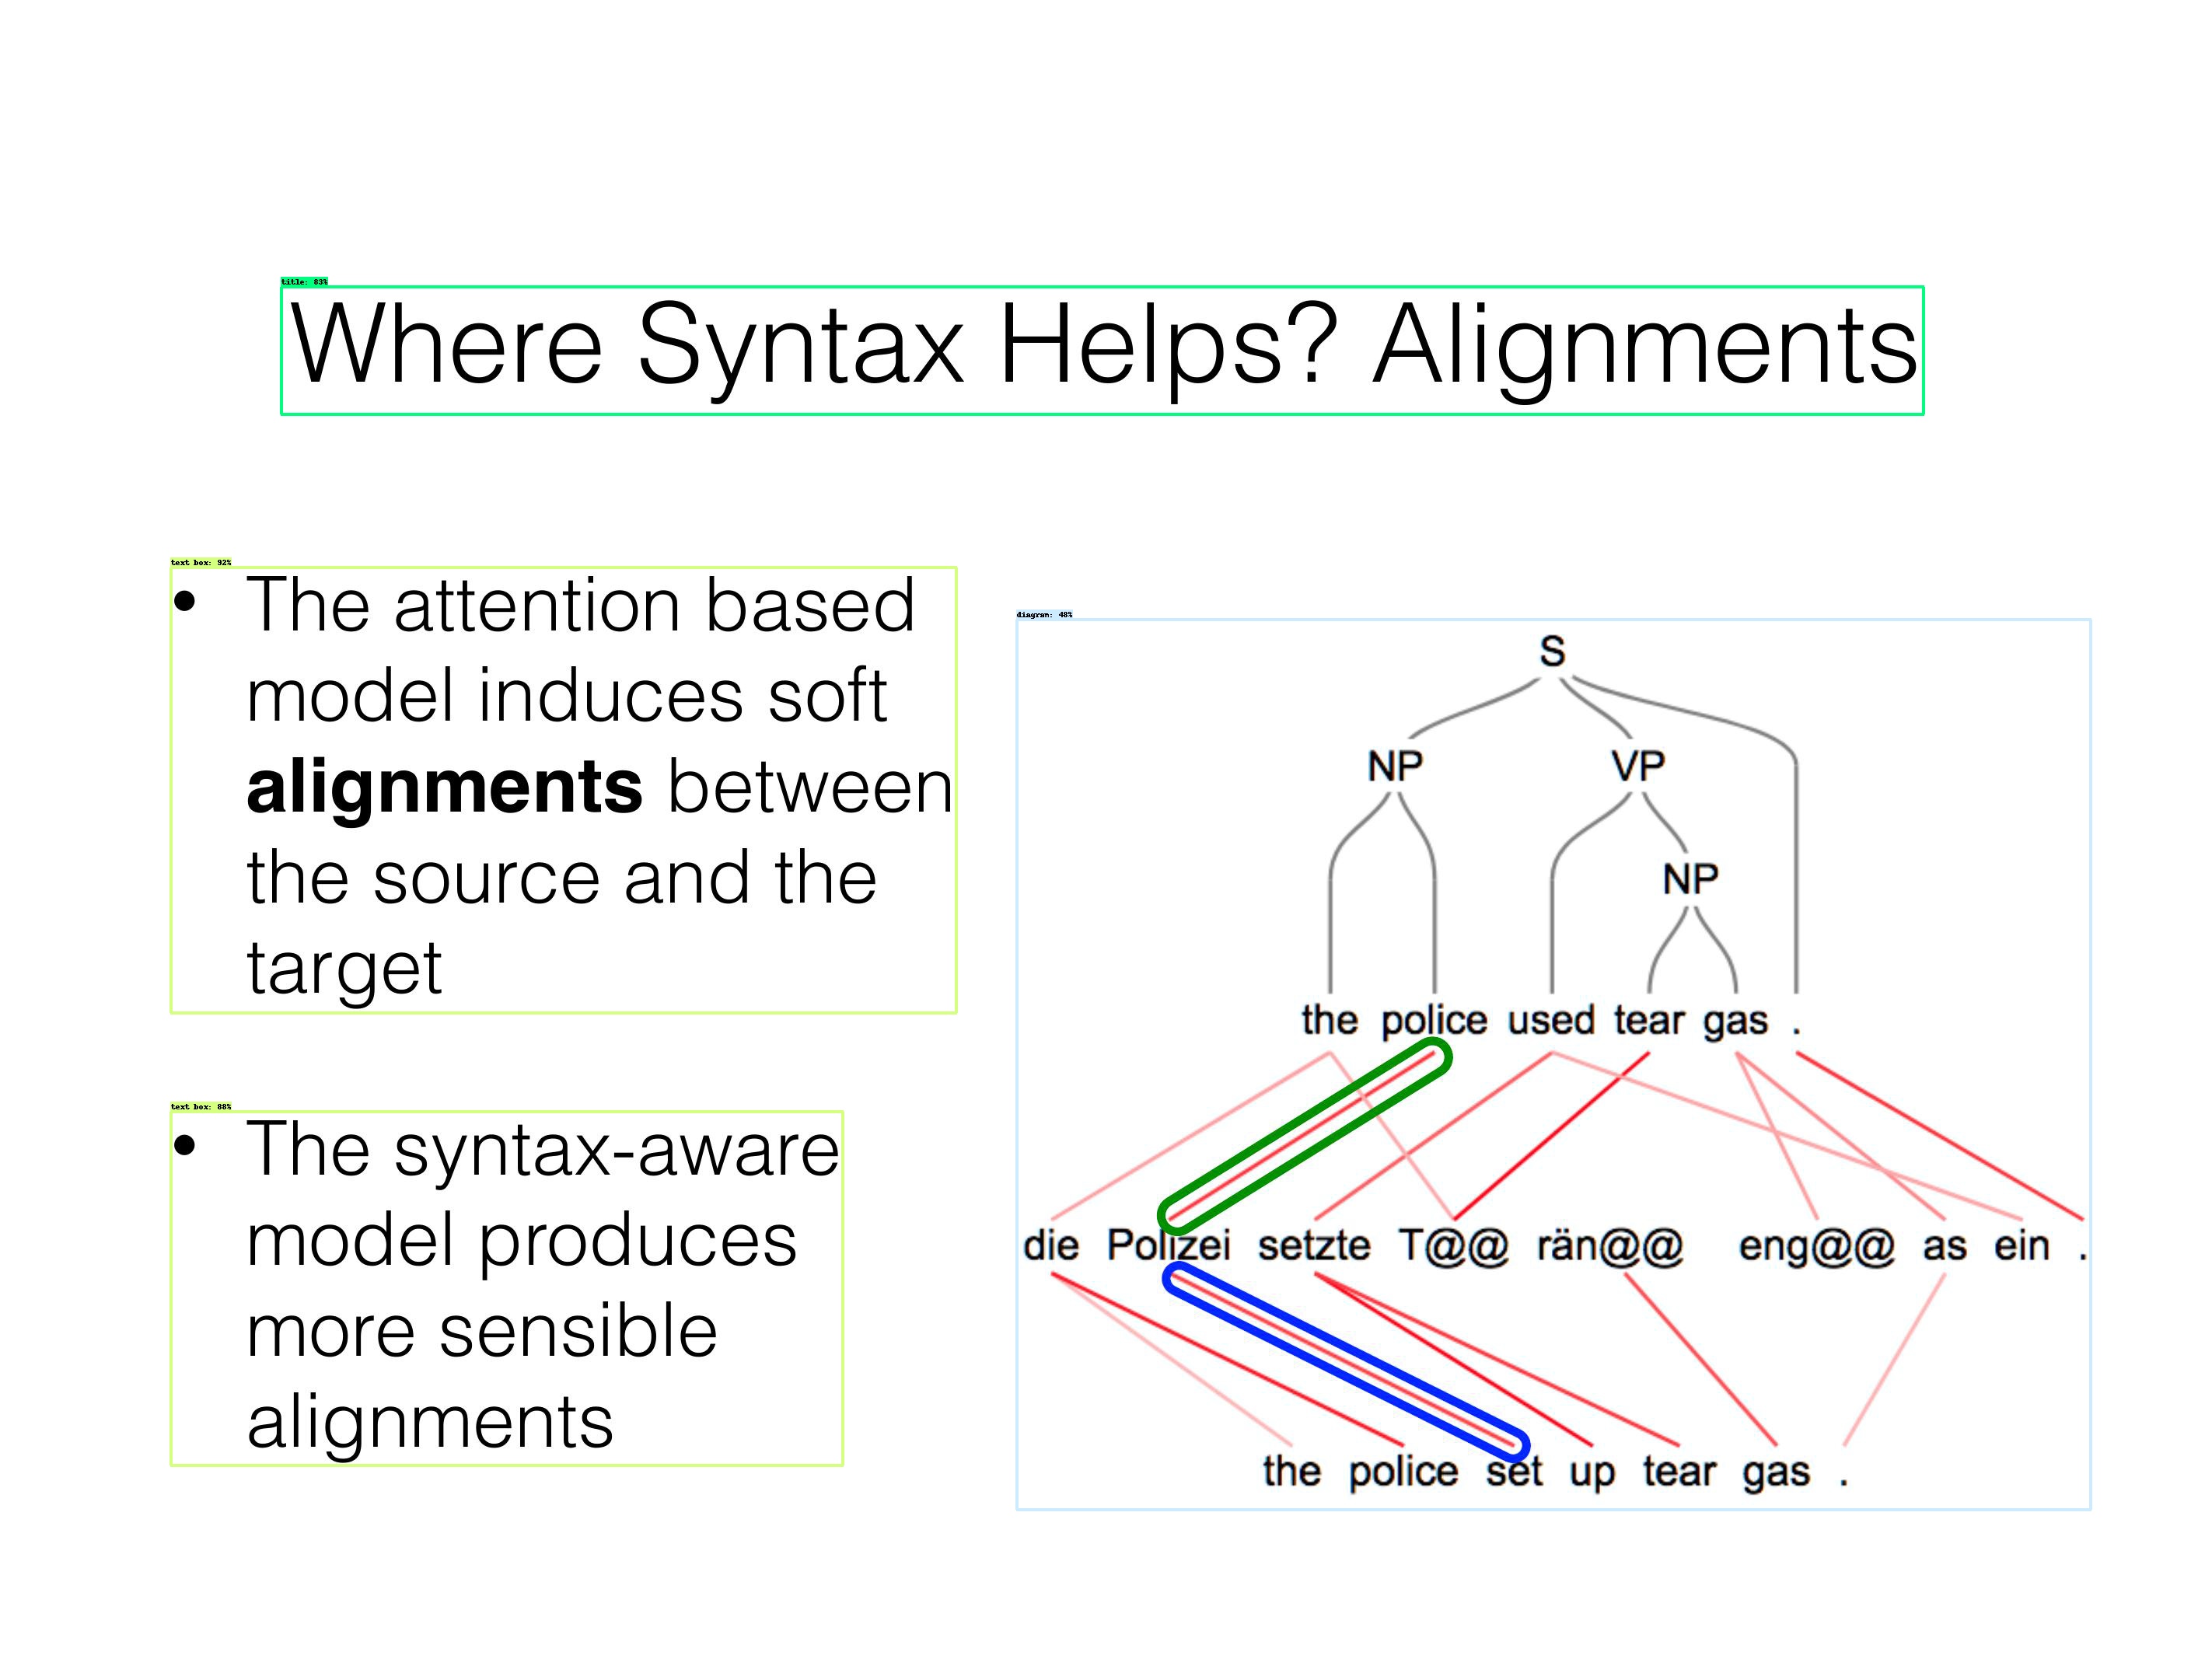 title: 83%
Where Syntax Helps? Alignments
text box: 92%
• The attention based
model induces soft
alignments between
the source and the
target
text box: 88%
• The syntax-aware
model produces
more sensible
alignments
diagram: 48%
S
NP VP
NP
the police used tear gas .
die Polizei setzte T@@ rän@@ eng@@ as ein .
the police set up tear gas .